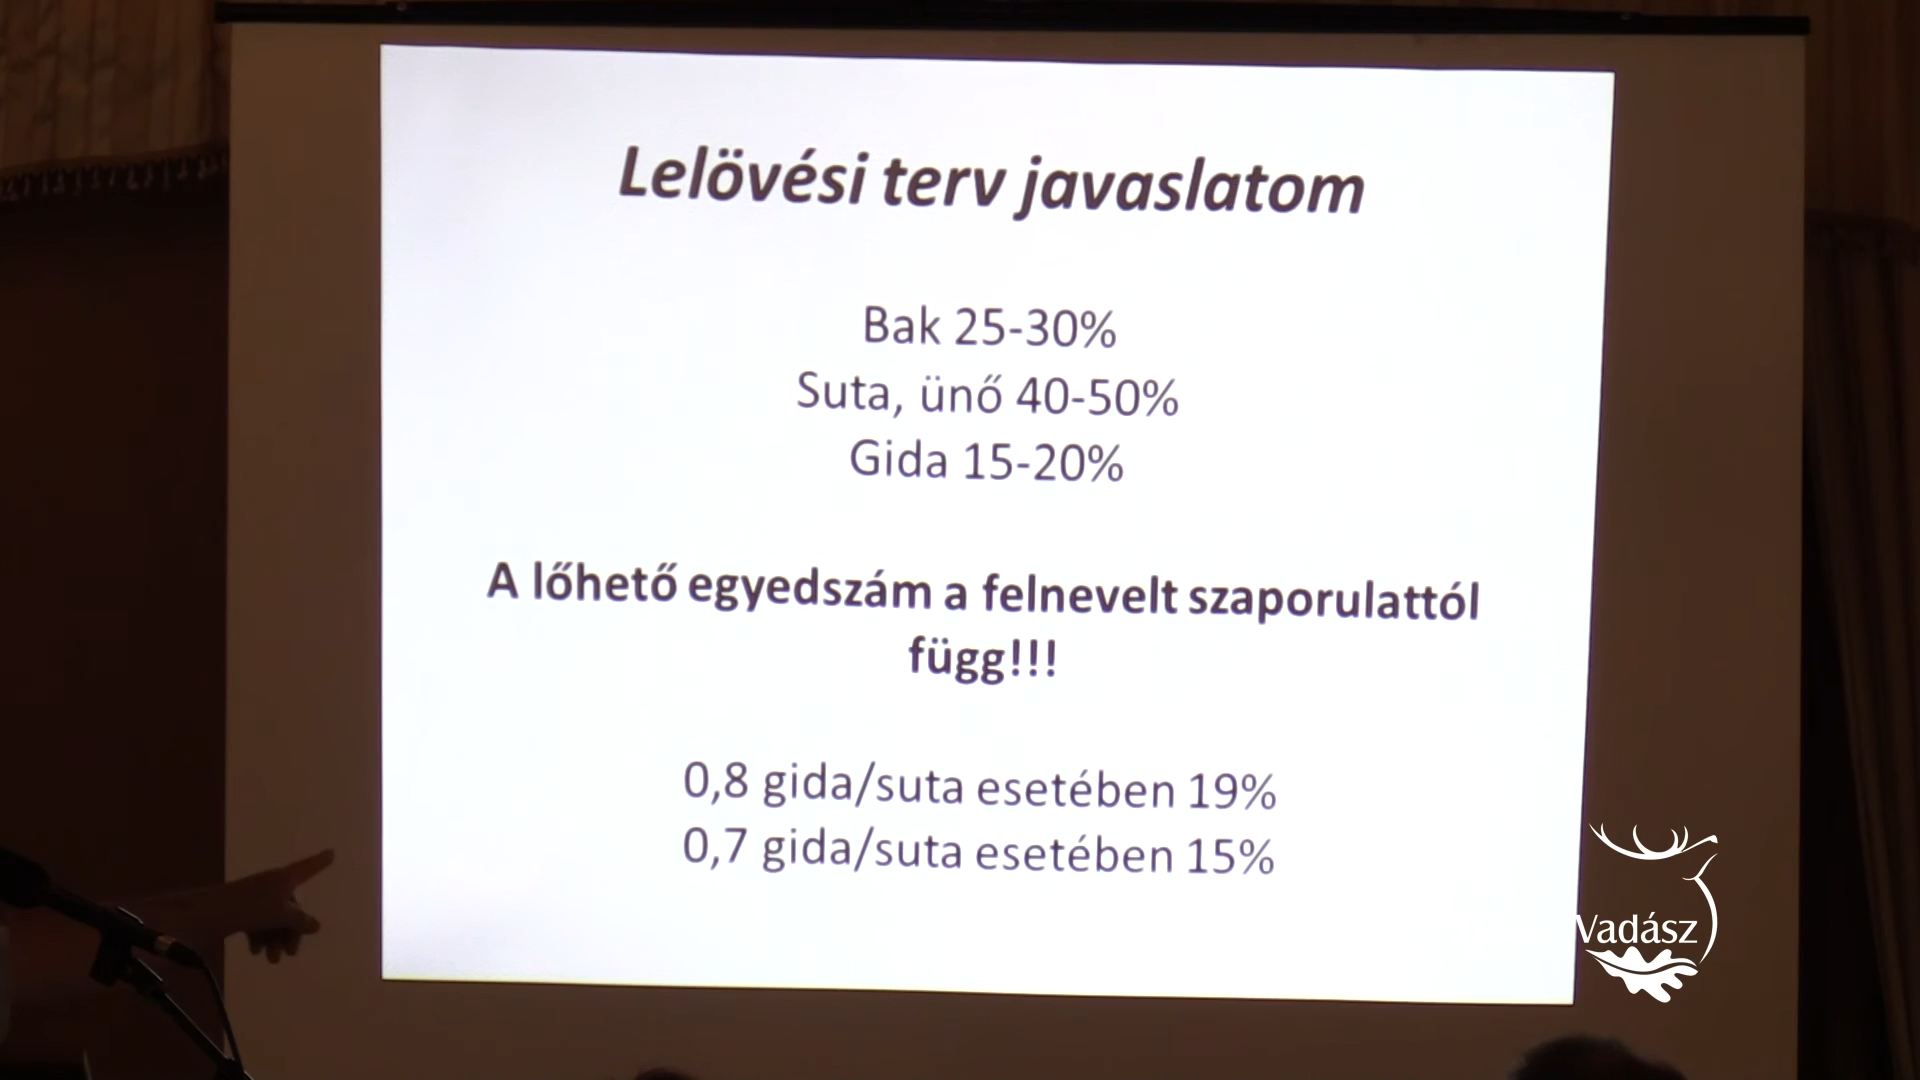 Lelövési terv javaslatom
Bak 25-30%
Suta, ünő 40-50%
Gida 15-20%
A lőhető egyedszám a felnevelt szaporulattól
függ!!!
0,8 gida/suta esetében 19%
0,7 gida/suta esetében 15%
Vadász